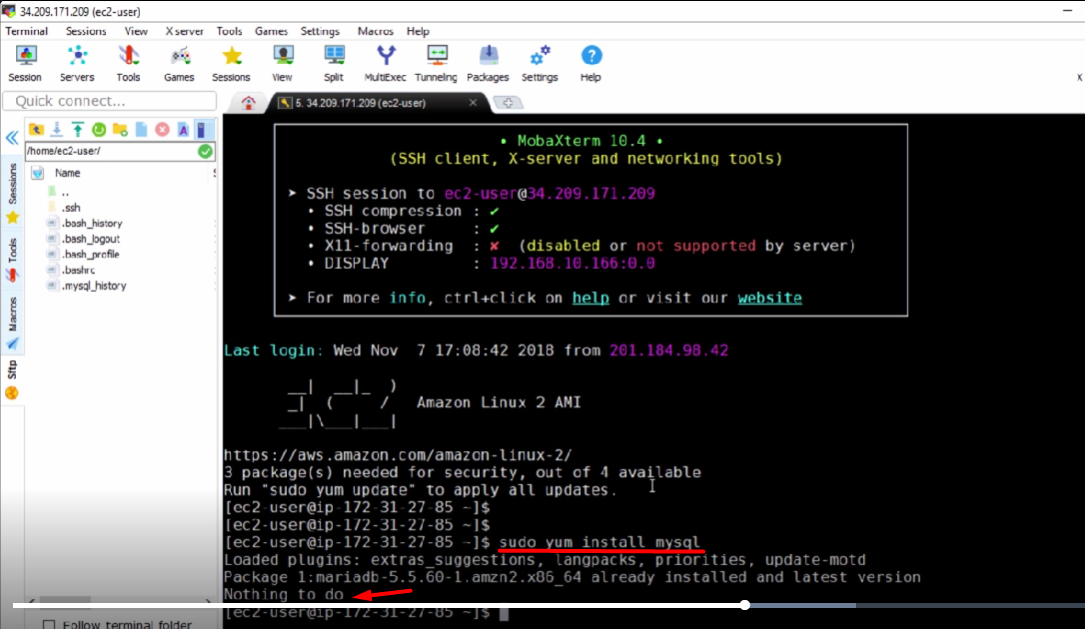 34.209.171.209 (ec2-user)
Terminal Sessions View X server Tools Games Settings Macros Help
Session Servers Tools Games Sessions View Split MultiExec Tunneling Packages Settings Help
Quick connect...
5. 34.209.171.209 (ec2-user)
/home/ec2-user/
Name
..
.ssh
.bash_history
.bash_logout
.bash_profile
.bashrc
.mysql_history
Sessions
Tools
Macros
Sftp
Follow terminal folder
• MobaXterm 10.4 •
(SSH client, X-server and networking tools)
➤ SSH session to ec2-user@34.209.171.209
• SSH compression : ✔
• SSH-browser : ✔
• X11-forwarding : ✘ (disabled or not supported by server)
• DISPLAY : 192.168.10.166:0.0
➤ For more info, ctrl+click on help or visit our website
Last login: Wed Nov 7 17:08:42 2018 from 201.184.98.42
__| __|_ )
_| ( / Amazon Linux 2 AMI
___|\___|___|
https://aws.amazon.com/amazon-linux-2/
3 package(s) needed for security, out of 4 available
Run "sudo yum update" to apply all updates.
[ec2-user@ip-172-31-27-85 ~]$
[ec2-user@ip-172-31-27-85 ~]$
[ec2-user@ip-172-31-27-85 ~]$ sudo yum install mysql
Loaded plugins: extras_suggestions, langpacks, priorities, update-motd
Package 1:mariadb-5.5.60-1.amzn2.x86_64 already installed and latest version
Nothing to do
[ec2-user@ip-172-31-27-85 ~]$